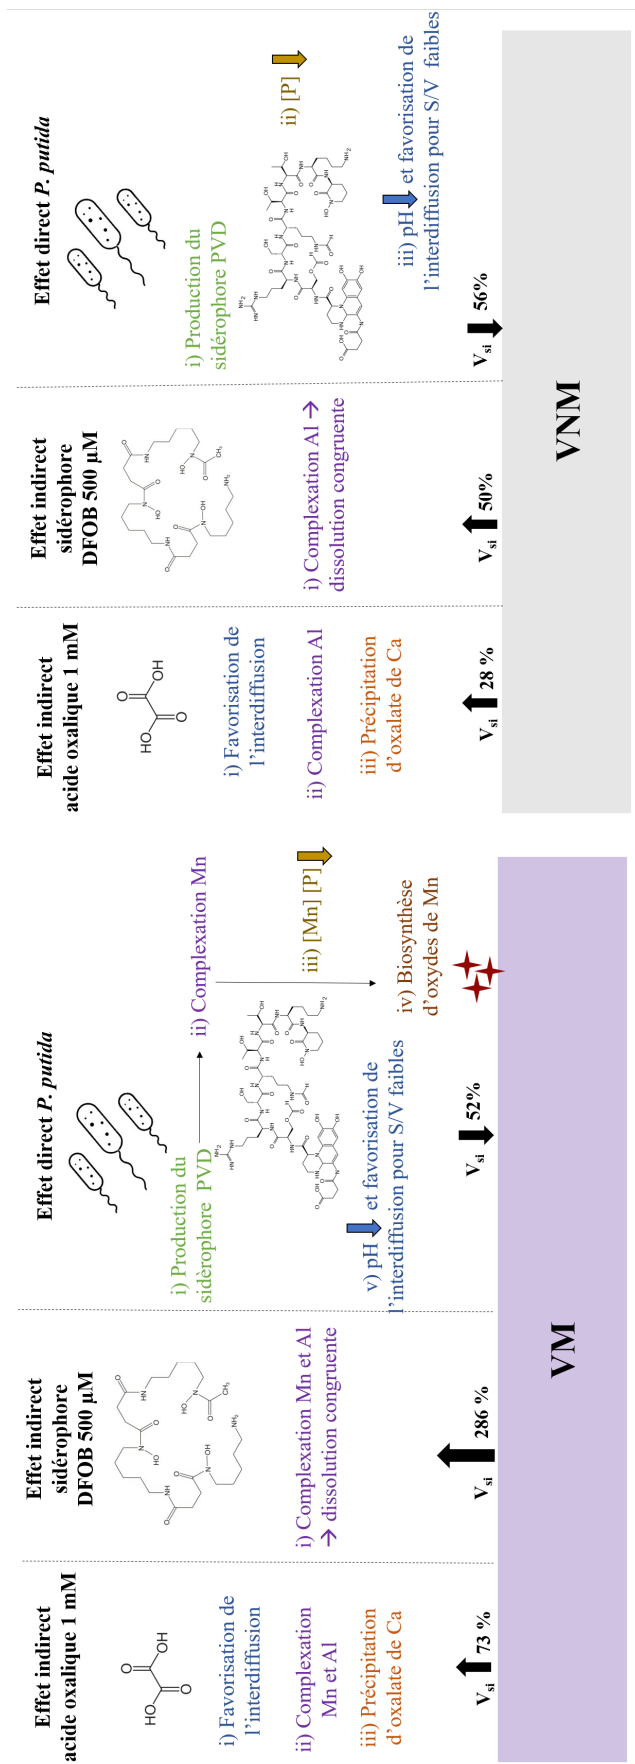 Effet indirect
acide oxalique 1 mM
O
OH
HO
O
i) Favorisation de
l'interdiffusion
ii) Complexation
Mn et Al
iii) Précipitation
d'oxalate de Ca
Vsi 73 %
Effet indirect
sidérophore
DFOB 500 µM
i) Complexation Mn et Al
→ dissolution congruente
Vsi 286 %
Effet direct P. putida
i) Production du
sidèrophore PVD
ii) Complexation Mn
iii) [Mn] [P]
iv) Biosynthèse
d'oxydes de Mn
v) pH et favorisation de
l'interdiffusion pour S/V faibles
Vsi 52%
VM
Effet indirect
acide oxalique 1 mM
O
OH
HO
O
i) Favorisation de
l'interdiffusion
ii) Complexation Al
iii) Précipitation
d'oxalate de Ca
Vsi 28 %
Effet indirect
sidérophore
DFOB 500 µM
i) Complexation Al →
dissolution congruente
Vsi 50%
Effet direct P. putida
i) Production du
sidérophore PVD
ii) [P]
iii) pH et favorisation de
l'interdiffusion pour S/V faibles
Vsi 56%
VNM